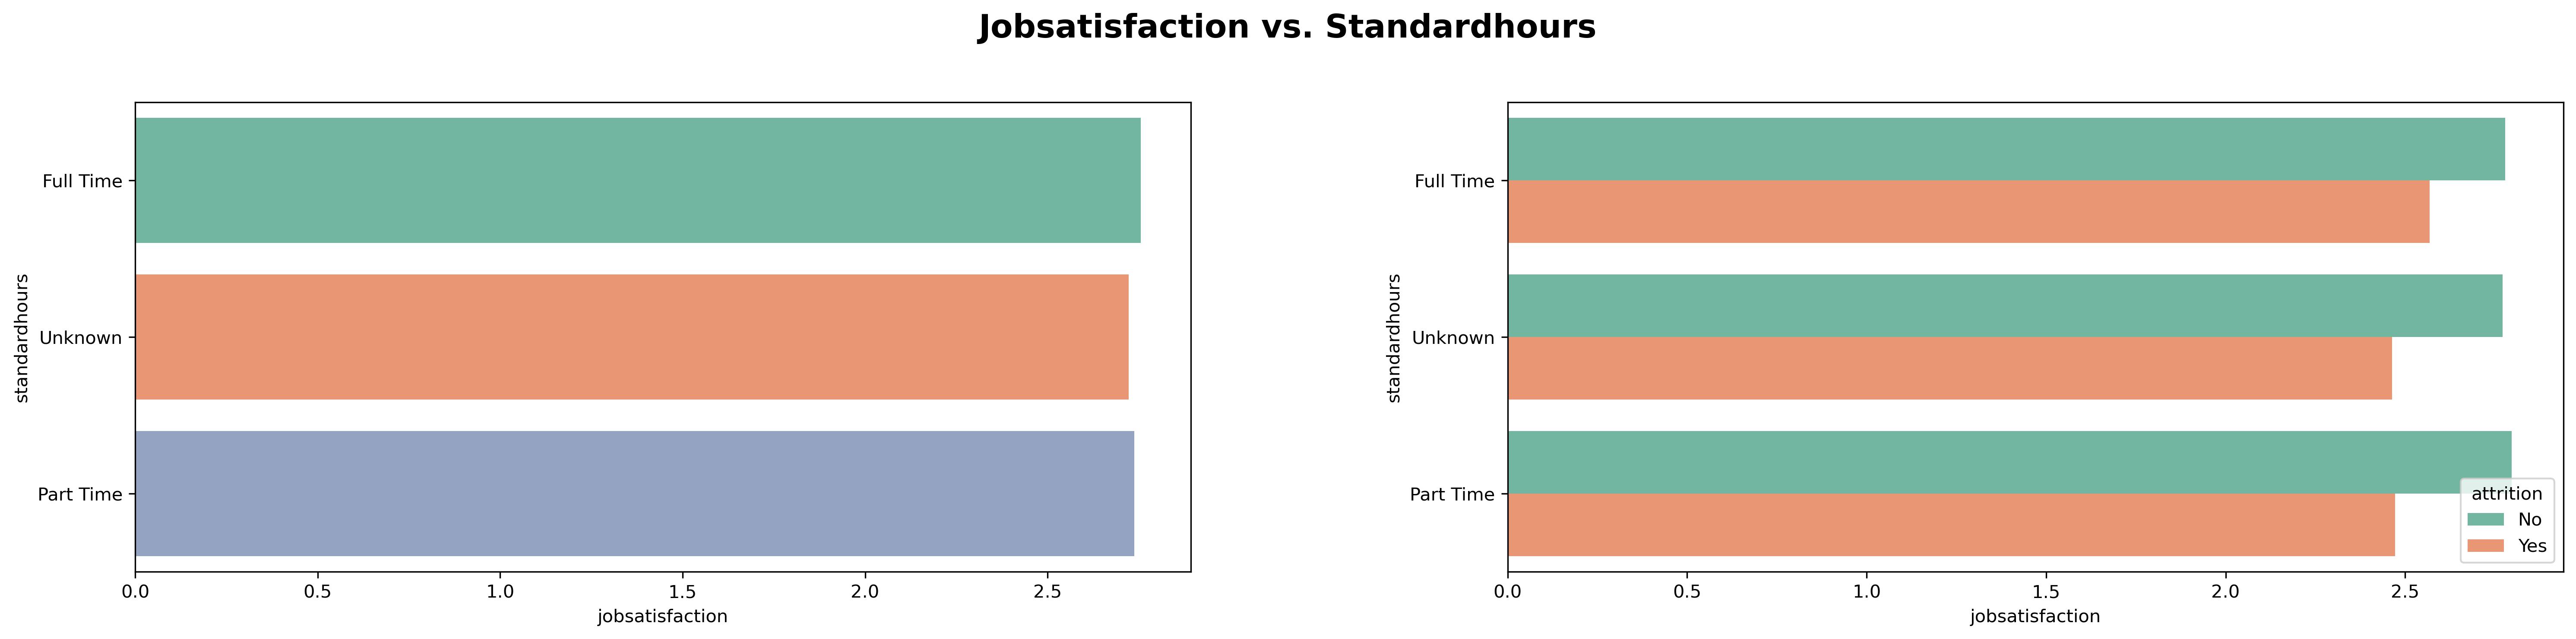 Jobsatisfaction vs. Standardhours
standardhours
Full Time
Unknown
Part Time
0.0 0.5 1.0 1.5 2.0 2.5
jobsatisfaction
standardhours
Full Time
Unknown
Part Time
attrition
No
Yes
0.0 0.5 1.0 1.5 2.0 2.5
jobsatisfaction